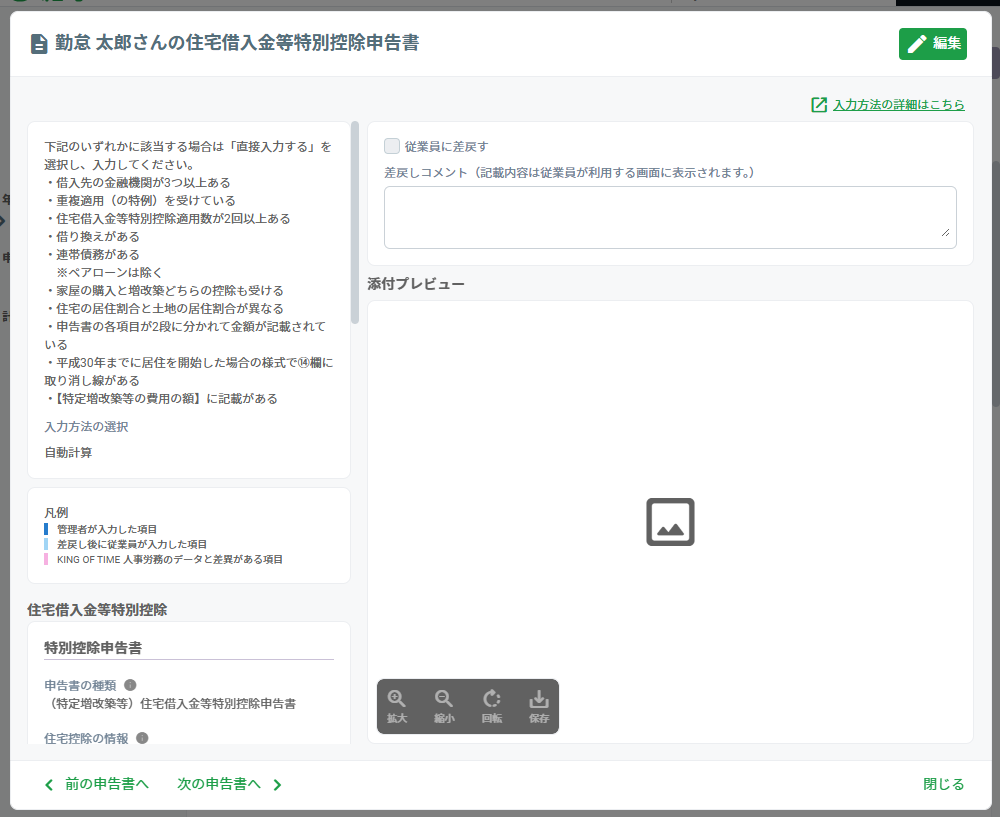 勤怠 太郎さんの住宅借入金等特別控除申告書
編集
入力方法の詳細はこちら
下記のいずれかに該当する場合は「直接入力する」を
選択し、入力してください。
・借入先の金融機関が3つ以上ある
・重複適用（の特例）を受けている
・住宅借入金等特別控除適用数が2回以上ある
・借り換えがある
・連帯債務がある
※ペアローンは除く
・家屋の購入と増改築どちらの控除も受ける
・住宅の居住割合と土地の居住割合が異なる
・申告書の各項目が2段に分かれて金額が記載されて
いる
・平成30年までに居住を開始した場合の様式で⑭欄に
取り消し線がある
・【特定増改築等の費用の額】に記載がある
入力方法の選択
自動計算
凡例
管理者が入力した項目
差戻し後に従業員が入力した項目
KING OF TIME 人事労務のデータと差異がある項目
住宅借入金等特別控除
特別控除申告書
申告書の種類
（特定増改築等）住宅借入金等特別控除申告書
住宅控除の情報
従業員に差戻す
差戻しコメント（記載内容は従業員が利用する画面に表示されます。）
添付プレビュー
拡大
縮小
回転
保存
前の申告書へ
次の申告書へ
閉じる